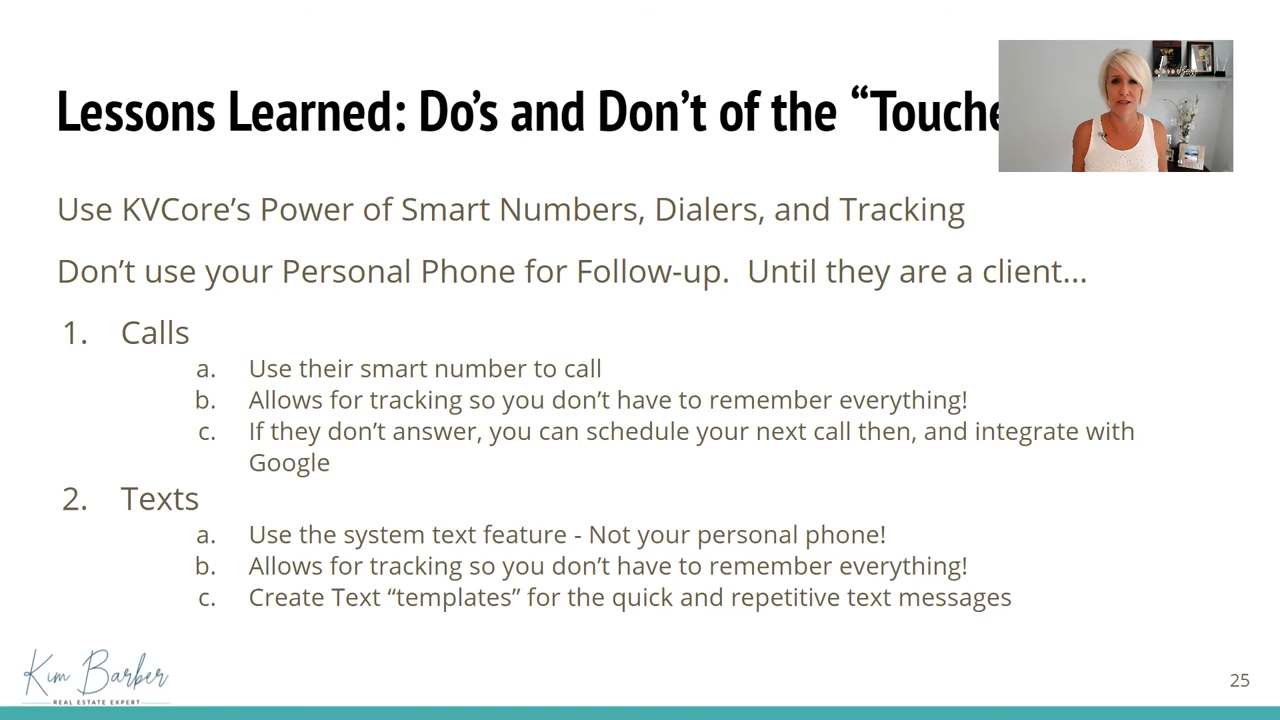 Lessons Learned: Do’s and Don’t of the “Touche
Use KVCore’s Power of Smart Numbers, Dialers, and Tracking
Don’t use your Personal Phone for Follow-up. Until they are a client...
1. Calls
a. Use their smart number to call
b. Allows for tracking so you don’t have to remember everything!
c. If they don’t answer, you can schedule your next call then, and integrate with
Google
2. Texts
a. Use the system text feature - Not your personal phone!
b. Allows for tracking so you don’t have to remember everything!
c. Create Text “templates” for the quick and repetitive text messages
Kim Barber
REAL ESTATE EXPERT
25